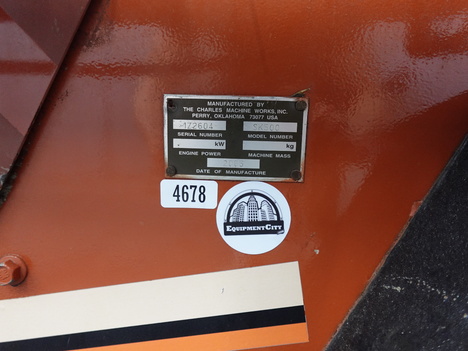 MANUFACTURED BY
THE CHARLES MACHINE WORKS, INC.
PERRY, OKLAHOMA 73077 USA
SERIAL NUMBER MODEL NUMBER
kW kg
ENGINE POWER MACHINE MASS
DATE OF MANUFACTURE
4678
EQUIPMENTCITY